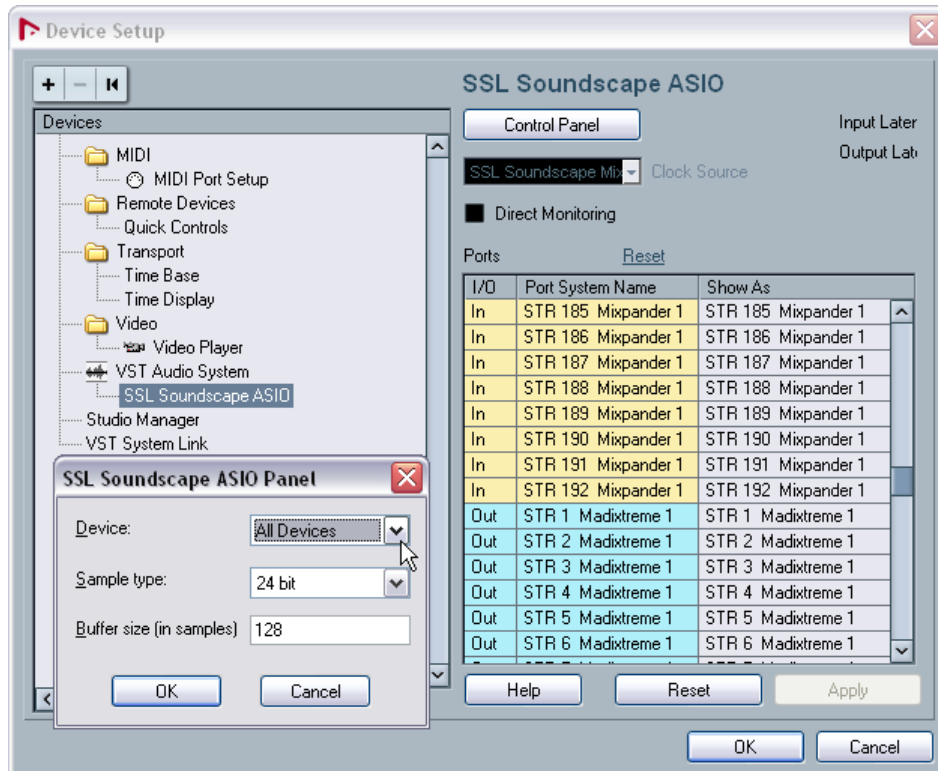 Device Setup
SSL Soundscape ASIO
Devices
MIDI
MIDI Port Setup
Remote Devices
Quick Controls
Transport
Time Base
Time Display
Video
Video Player
VST Audio System
SSL Soundscape ASIO
Studio Manager
VST System Link
Control Panel
Input Laten
Output Lat
SSL Soundscape Mix
Clock Source
Direct Monitoring
Ports
Reset
I/O Port System Name Show As
In STR 185 Mixpander 1 STR 185 Mixpander 1
In STR 186 Mixpander 1 STR 186 Mixpander 1
In STR 187 Mixpander 1 STR 187 Mixpander 1
In STR 188 Mixpander 1 STR 188 Mixpander 1
In STR 189 Mixpander 1 STR 189 Mixpander 1
In STR 190 Mixpander 1 STR 190 Mixpander 1
In STR 191 Mixpander 1 STR 191 Mixpander 1
In STR 192 Mixpander 1 STR 192 Mixpander 1
Out STR 1 Madixtreme 1 STR 1 Madixtreme 1
Out STR 2 Madixtreme 1 STR 2 Madixtreme 1
Out STR 3 Madixtreme 1 STR 3 Madixtreme 1
Out STR 4 Madixtreme 1 STR 4 Madixtreme 1
Out STR 5 Madixtreme 1 STR 5 Madixtreme 1
Out STR 6 Madixtreme 1 STR 6 Madixtreme 1
Help
Reset
Apply
OK
Cancel
SSL Soundscape ASIO Panel
Device: All Devices
Sample type: 24 bit
Buffer size (in samples) 128
OK
Cancel